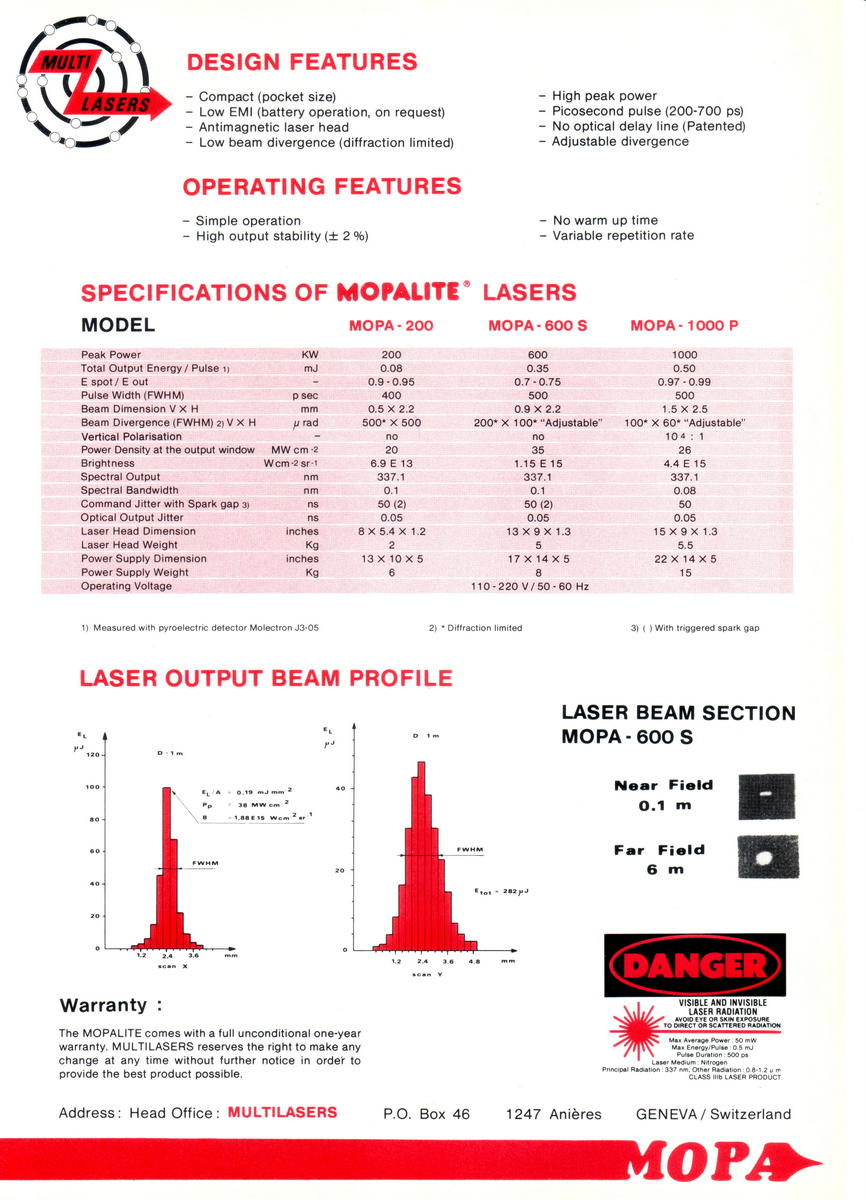 MULTI
LASERS
DESIGN FEATURES
– Compact (pocket size)
– Low EMI (battery operation, on request)
– Antimagnetic laser head
– Low beam divergence (diffraction limited)
– High peak power
– Picosecond pulse (200-700 ps)
– No optical delay line (Patented)
– Adjustable divergence
OPERATING FEATURES
– Simple operation
– High output stability (± 2 %)
– No warm up time
– Variable repetition rate
SPECIFICATIONS OF MOPALITE® LASERS
MODEL MOPA - 200 MOPA - 600 S MOPA - 1000 P
Peak Power KW 200 600 1000
Total Output Energy / Pulse 1) mJ 0.08 0.35 0.50
E spot / E out – 0.9 - 0.95 0.7 - 0.75 0.97 - 0.99
Pulse Width (FWHM) p sec 400 500 500
Beam Dimension V X H mm 0.5 X 2.2 0.9 X 2.2 1.5 X 2.5
Beam Divergence (FWHM) 2) V X H µ rad 500* X 500 200* X 100* "Adjustable" 100* X 60* "Adjustable"
Vertical Polarisation – no no 10 4 : 1
Power Density at the output window MW cm -2 20 35 26
Brightness W cm -2 sr -1 6.9 E 13 1.15 E 15 4.4 E 15
Spectral Output nm 337.1 337.1 337.1
Spectral Bandwidth nm 0.1 0.1 0.08
Command Jitter with Spark gap 3) ns 50 (2) 50 (2) 50
Optical Output Jitter ns 0.05 0.05 0.05
Laser Head Dimension inches 8 X 5.4 X 1.2 13 X 9 X 1.3 15 X 9 X 1.3
Laser Head Weight Kg 2 5 5.5
Power Supply Dimension inches 13 X 10 X 5 17 X 14 X 5 22 X 14 X 5
Power Supply Weight Kg 6 8 15
Operating Voltage 110 - 220 V / 50 - 60 Hz
1) Measured with pyroelectric detector Molectron J3-05
2) * Diffraction limited
3) ( ) With triggered spark gap
LASER OUTPUT BEAM PROFILE
E L
µJ
120
100
80
60
40
20
0
D - 1 m
E L / A = 0,19 mJ mm -2
P p = 38 MW cm -2
B = 1,88 E 15 W cm -2 sr -1
FWHM
1.2 2.4 3.6 mm
scan X
E L
µJ
40
20
0
D 1 m
FWHM
E tot = 282 µJ
1.2 2.4 3.6 4.8 mm
scan Y
LASER BEAM SECTION
MOPA - 600 S
Near Field
0.1 m
Far Field
6 m
DANGER
VISIBLE AND INVISIBLE
LASER RADIATION
AVOID EYE OR SKIN EXPOSURE
TO DIRECT OR SCATTERED RADIATION
Max Average Power : 50 mW
Max Energy/Pulse : 0.5 mJ
Pulse Duration : 500 ps
Laser Medium : Nitrogen
Principal Radiation : 337 nm, Other Radiation : 0.8-1.2 µ m
CLASS IIIb LASER PRODUCT
Warranty :
The MOPALITE comes with a full unconditional one-year
warranty. MULTILASERS reserves the right to make any
change at any time without further notice in order to
provide the best product possible.
Address : Head Office : MULTILASERS P.O. Box 46 1247 Anières GENEVA / Switzerland
MOPA